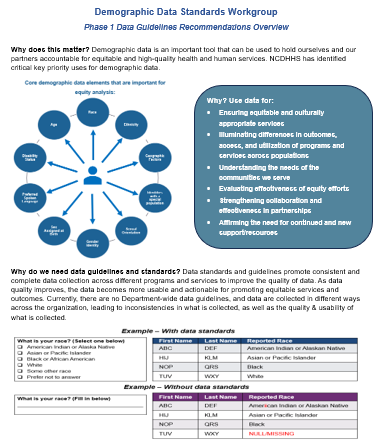 Demographic Data Standards Workgroup
Phase 1 Data Guidelines Recommendations Overview
Why does this matter? Demographic data is an important tool that can be used to hold ourselves and our
partners accountable for equitable and high-quality health and human services. NCDHHS has identified
critical key priority uses for demographic data.
Core demographic data elements that are important for
equity analysis:
Race
Ethnicity
Geographic
Factors
Sexual
Orientation
Gender
Identity
Sex
Assigned at
Birth
Preferred
Spoken
Language
Disability
Status
Age
Why? Use data for:
• Ensuring equitable and culturally
appropriate services
• Illuminating differences in outcomes,
access, and utilization of programs and
services across populations
• Understanding the needs of the
communities we serve
• Evaluating effectiveness of equity efforts
• Strengthening collaboration and
effectiveness in partnerships
• Affirming the need for continued and new
support/resources
Why do we need data guidelines and standards? Data standards and guidelines promote consistent and
complete data collection across different programs and services to improve the quality of data. As data
quality improves, the data becomes more usable and actionable for promoting equitable services and
outcomes. Currently, there are no Department-wide data guidelines, and data are collected in different ways
across the organization, leading to inconsistencies in what is collected, as well as the quality & usability of
what is collected.
Example – With data standards
What is your race? (Select one below)
❑ American Indian or Alaska Native
❑ Asian or Pacific Islander
❑ Black or African American
❑ White
❑ Some other race
❑ Prefer not to answer
First Name Last Name Reported Race
ABC DEF American Indian or Alaskan Native
HIJ KLM Asian or Pacific Islander
NOP QRS Black
TUV WXY White
Example – Without data standards
What is your race? (Fill in below)
First Name Last Name Reported Race
ABC DEF American Indian or Alaskan Native
HIJ KLM Asian or Pacific Islander
NOP QRS Black
TUV WXY NULL/MISSING